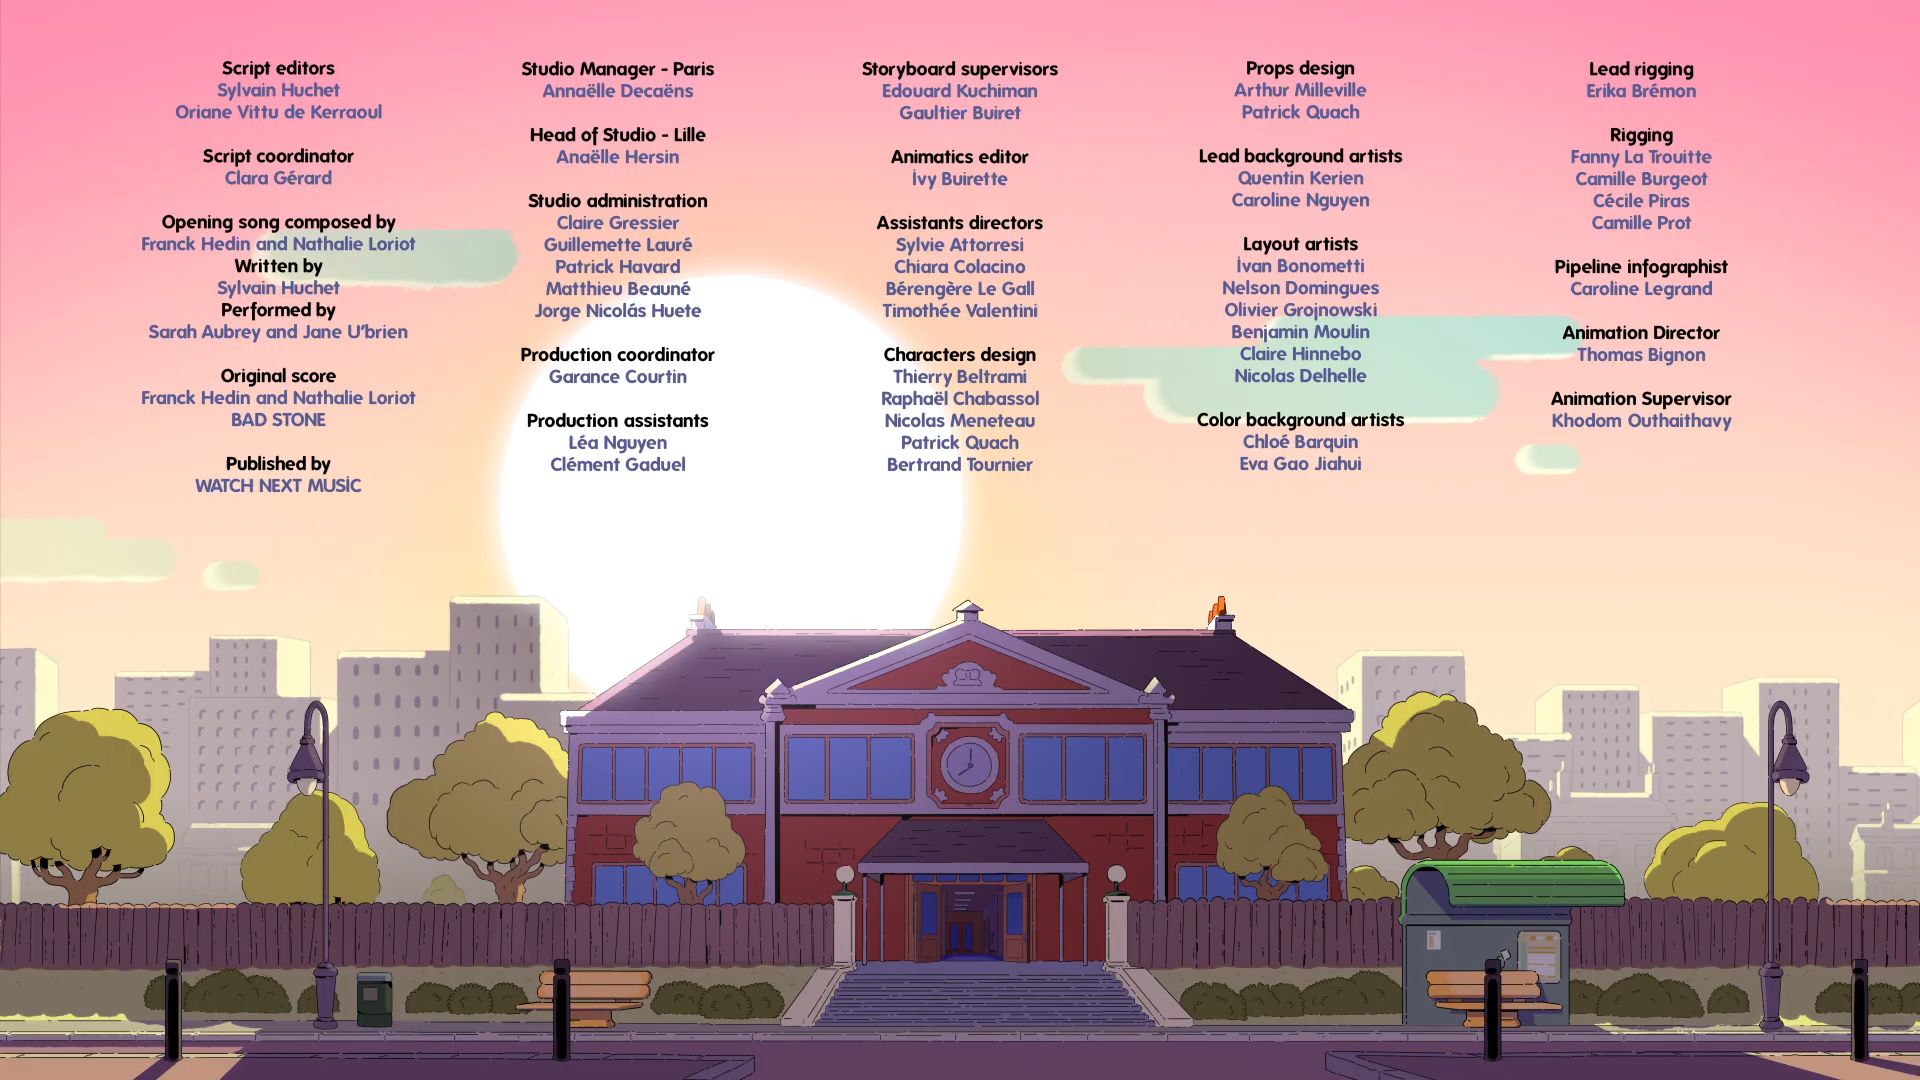 Script editors
Sylvain Huchet
Oriane Vittu de Kerraoul
Script coordinator
Clara Gérard
Opening song composed by
Franck Hedin and Nathalie Loriot
Written by
Sylvain Huchet
Performed by
Sarah Aubrey and Jane U'brien
Original score
Franck Hedin and Nathalie Loriot
BAD STONE
Published by
WATCH NEXT MUSİC
Studio Manager - Paris
Annaëlle Decaëns
Head of Studio - Lille
Anaëlle Hersin
Studio administration
Claire Gressier
Guillemette Lauré
Patrick Havard
Matthieu Beauné
Jorge Nicolás Huete
Production coordinator
Garance Courtin
Production assistants
Léa Nguyen
Clément Gaduel
Storyboard supervisors
Edouard Kuchiman
Gaultier Buiret
Animatics editor
İvy Buirette
Assistants directors
Sylvie Attorresi
Chiara Colacino
Bérengère Le Gall
Timothée Valentini
Characters design
Thierry Beltrami
Raphaël Chabassol
Nicolas Meneteau
Patrick Quach
Bertrand Tournier
Props design
Arthur Milleville
Patrick Quach
Lead background artists
Quentin Kerien
Caroline Nguyen
Layout artists
İvan Bonometti
Nelson Domingues
Olivier Grojnowski
Benjamin Moulin
Claire Hinnebo
Nicolas Delhelle
Color background artists
Chloé Barquin
Eva Gao Jiahui
Lead rigging
Erika Brémon
Rigging
Fanny La Trouitte
Camille Burgeot
Cécile Piras
Camille Prot
Pipeline infographist
Caroline Legrand
Animation Director
Thomas Bignon
Animation Supervisor
Khodom Outhaithavy